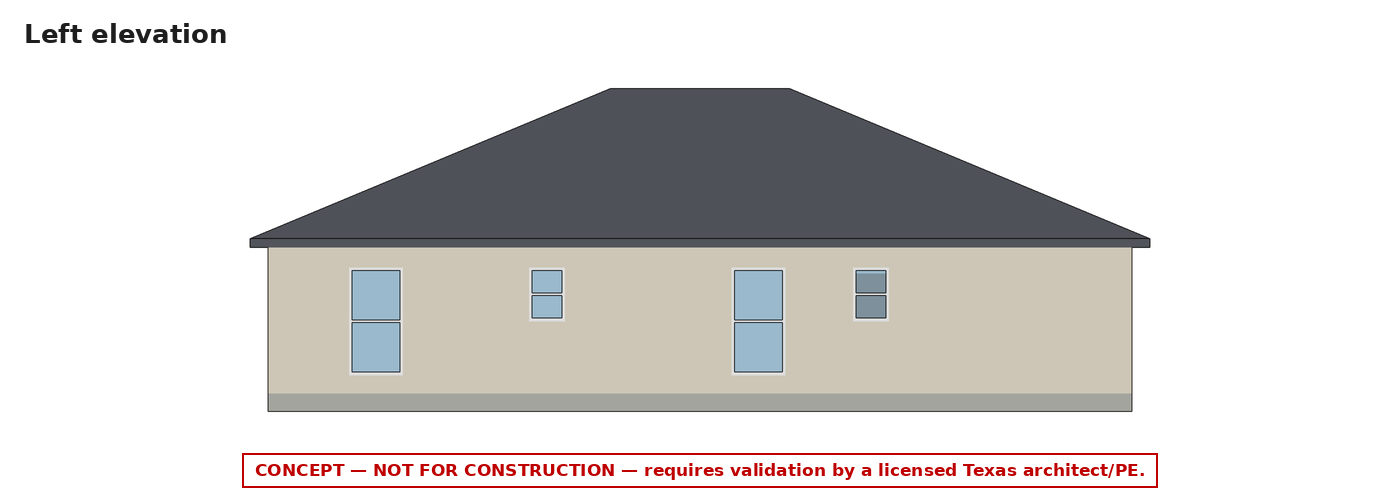 Left elevation
CONCEPT — NOT FOR CONSTRUCTION — requires validation by a licensed Texas architect/PE.